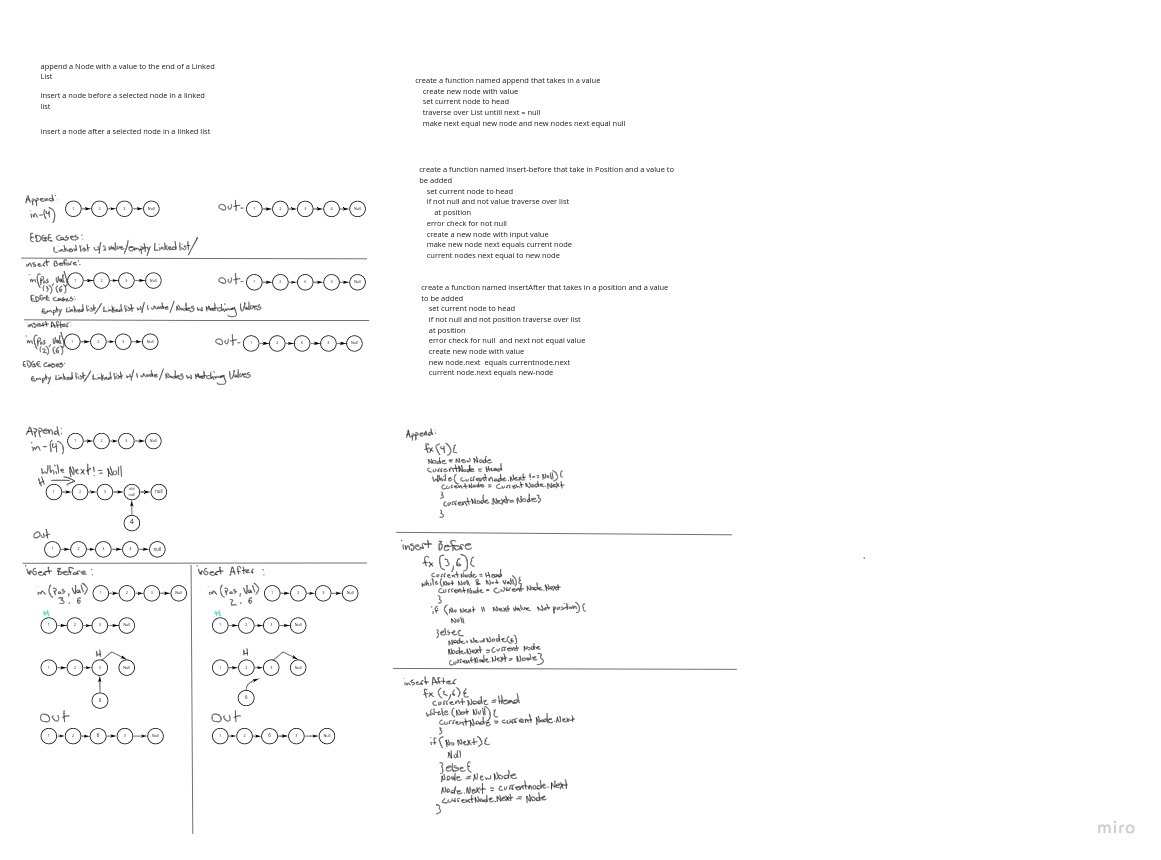 append a Node with a value to the end of a Linked
List
insert a node before a selected node in a linked
list
insert a node after a selected node in a linked list
create a function named append that takes in a value
create new node with value
set current node to head
traverse over List untill next = null
make next equal new node and new nodes next equal null
create a function named insert-before that take in Position and a value to
be added
set current node to head
if not null and not value traverse over list
at position
error check for not null
create a new node with input value
make new node next equals current node
current nodes next equal to new node
create a function named insertAfter that takes in a position and a value
to be added
set current node to head
if not null and not position traverse over list
at position
error check for null and next not equal value
create new node with value
new node.next equals currentnode.next
current node.next equals new-node
Append:
in-(4)
1 2 3 Null
Out-
1 2 3 4 Null
EDGE Cases:
Linked list w/ 1 value/empty Linked list/
insert Before:
in(Pos, Val)
(3) (6)
1 2 3 Null
Out-
EDGE Cases:
Empty Linked list/ Linked list w/ 1 node/ Nodes w Matching Values
insert After:
in(Pos, Val)
(2) (6)
1 2 3 Null
Out-
EDGE Cases:
Empty Linked list/ Linked list w/ 1 node/ Nodes w Matching Values
Append:
in-(4)
1 2 3 Null
While Next != Null
H
1 2 3 null
4
Out
1 2 3 4 null
insert Before:
in (Pos, Val)
3. 6
1 2 3 Null
H
1 2 3 Null
H
1 2 3 Null
6
Out
1 2 6 3 Null
insert After :
in (Pos, Val)
2. 6
1 2 3 Null
H
1 2 3 Null
H
1 2 3 Null
6
Out
1 2 6 3 Null
Append:
fx (4) {
Node = New Node
CurrentNode = Head
While( currentnode.Next !== Null) {
CurrentNode = CurrentNode.Next
}
currentNode.Next = Node}
}
insert Before
fx (3,6) {
CurrentNode = Head
while(Not Null & Not Val) {
CurrentNode = Current Node.Next
if (No Next || Next value Not position) {
Null
}else{
Node = New Node(6)
Node.Next = Current Node
CurrentNode.Next = Node}
insert After
fx (2,6) {
current Node = Head
while (Not Null) {
currentNode = current Node.Next
}
if (No Next) {
Null
}else{
Node = New Node
Node.Next = currentnode.Next
currentNode.Next = Node
}
miro